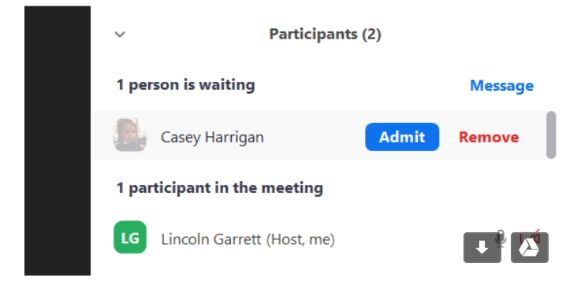 Participants (2)
1 person is waiting Message
Casey Harrigan Admit Remove
1 participant in the meeting
LG Lincoln Garrett (Host, me)